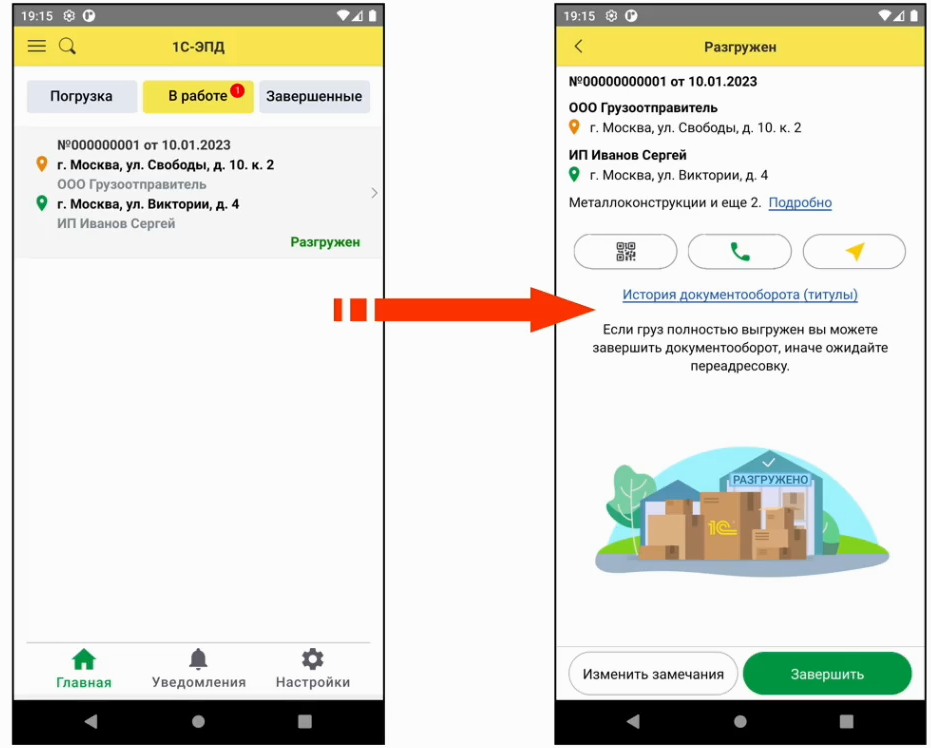 19:15
1С-ЭПД
Погрузка
В работе
1
Завершенные
№000000001 от 10.01.2023
г. Москва, ул. Свободы, д. 10. к. 2
ООО Грузоотправитель
г. Москва, ул. Виктории, д. 4
ИП Иванов Сергей
Разгружен
Главная
Уведомления
Настройки
19:15
Разгружен
№00000000001 от 10.01.2023
ООО Грузоотправитель
г. Москва, ул. Свободы, д. 10. к. 2
ИП Иванов Сергей
г. Москва, ул. Виктории, д. 4
Металлоконструкции и еще 2. Подробно
История документооборота (титулы)
Если груз полностью выгружен вы можете
завершить документооборот, иначе ожидайте
переадресовку.
РАЗГРУЖЕНО
1С
Изменить замечания
Завершить